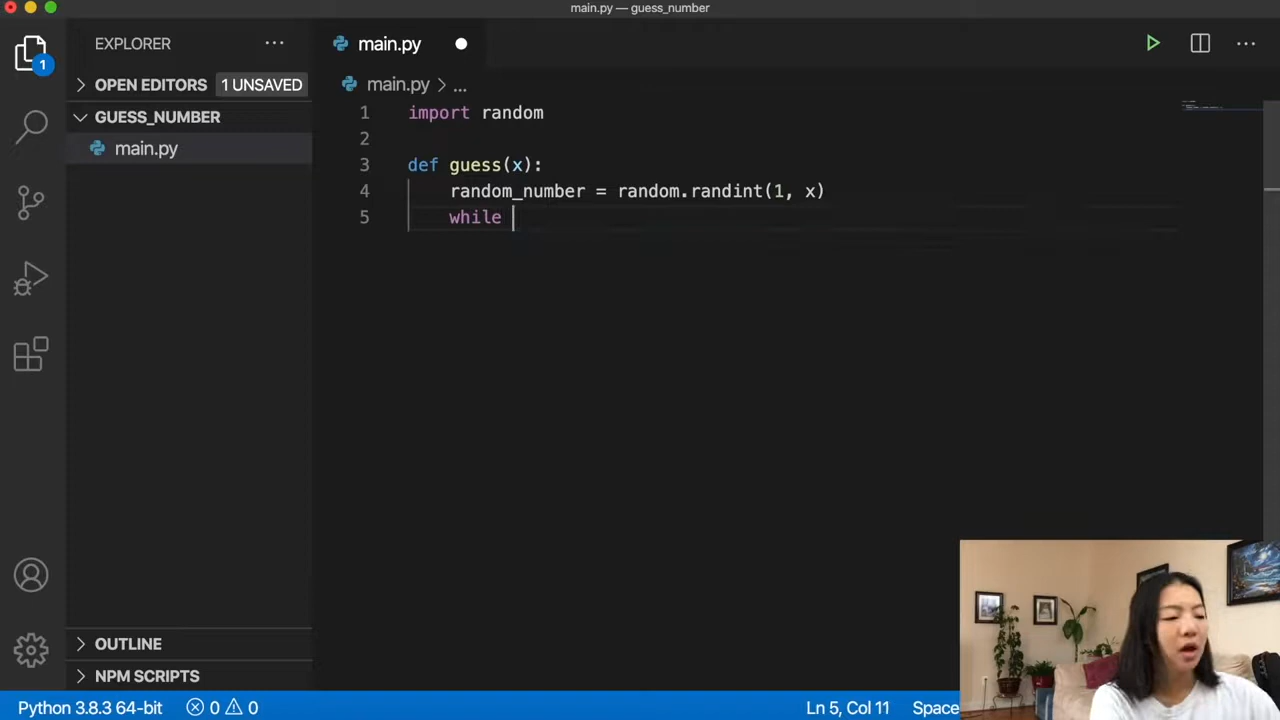 main.py — guess_number
EXPLORER
main.py
1
OPEN EDITORS 1 UNSAVED
main.py > ...
GUESS_NUMBER
main.py
1 import random
2
3 def guess(x):
4 random_number = random.randint(1, x)
5 while
OUTLINE
NPM SCRIPTS
Python 3.8.3 64-bit 0 0 Ln 5, Col 11